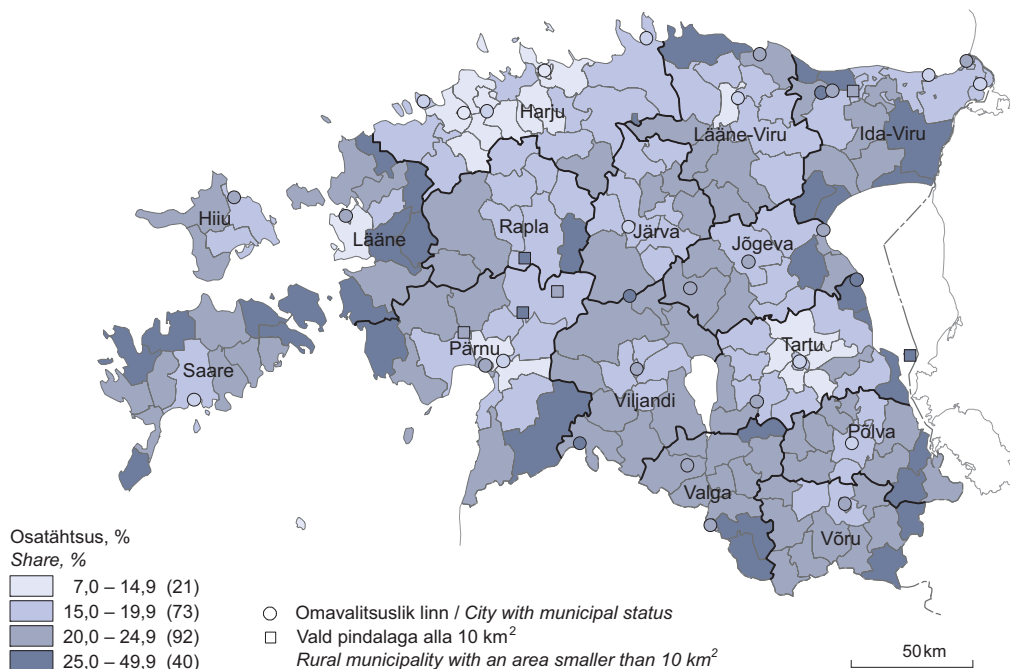 Harju
Lääne-Viru
Ida-Viru
Hiiu
Lääne
Rapla
Järva
Jõgeva
Saare
Pärnu
Viljandi
Tartu
Põlva
Valga
Võru
Osatähtsus, %
Share, %
7,0 – 14,9 (21)
15,0 – 19,9 (73)
20,0 – 24,9 (92)
25,0 – 49,9 (40)
Omavalitsuslik linn / City with municipal status
Vald pindalaga alla 10 km²
Rural municipality with an area smaller than 10 km²
50 km